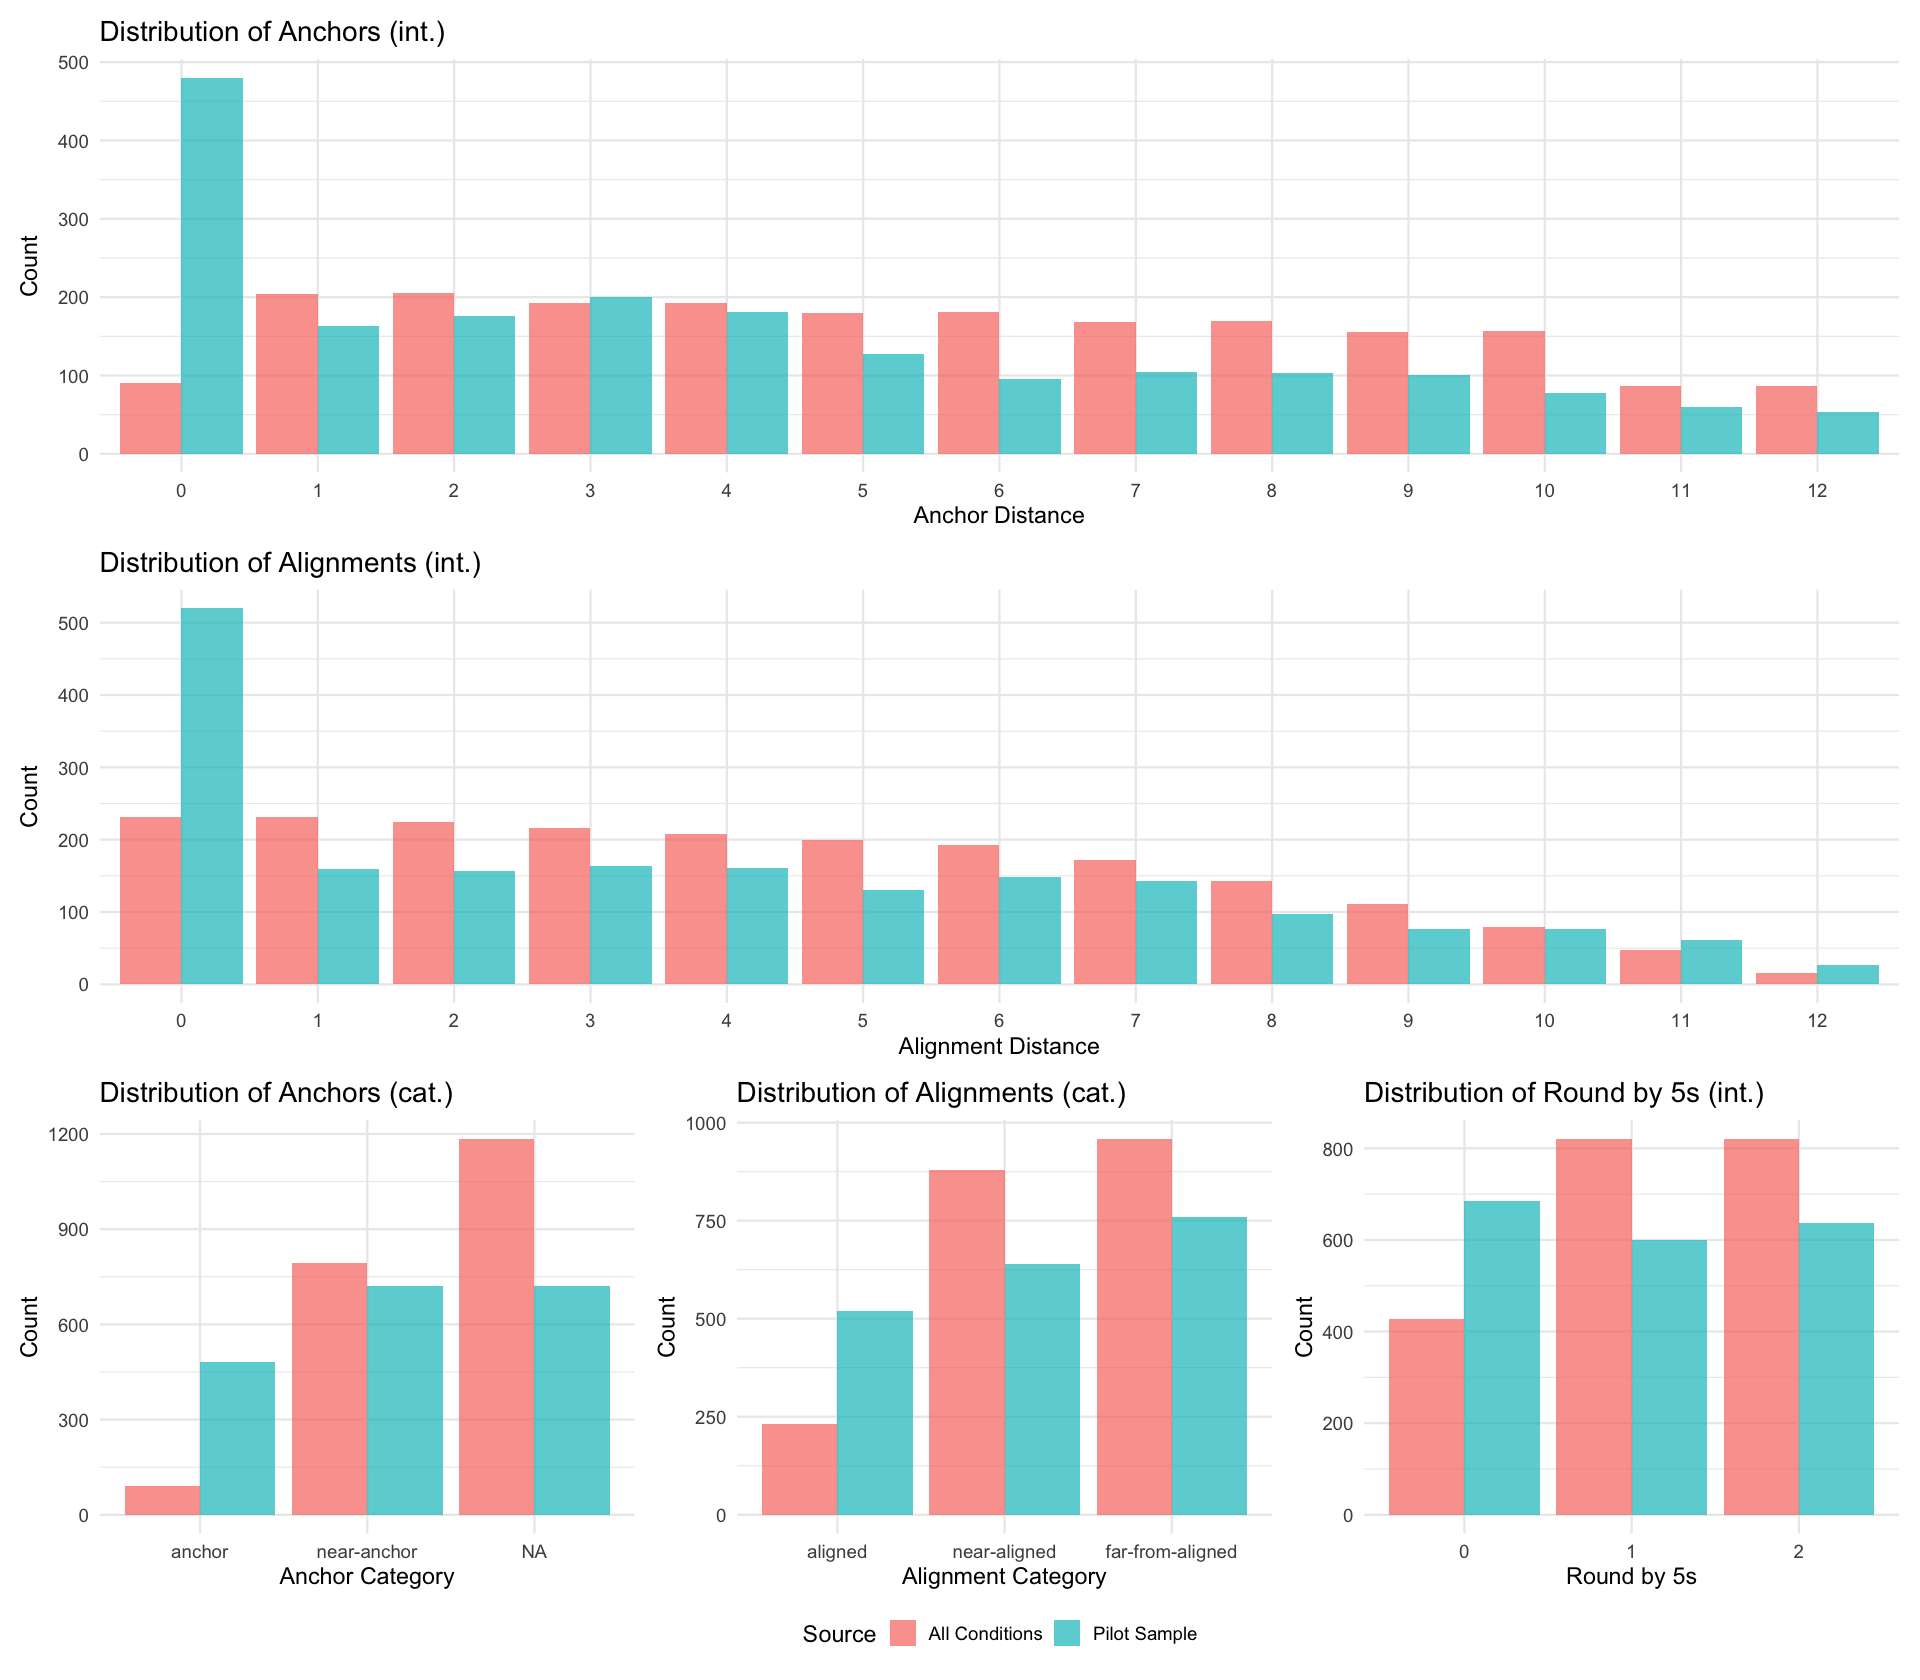 Distribution of Anchors (int.)
500
400
300
200
100
0
Count
0 1 2 3 4 5 6 7 8 9 10 11 12
Anchor Distance
Distribution of Alignments (int.)
500
400
300
200
100
0
Count
0 1 2 3 4 5 6 7 8 9 10 11 12
Alignment Distance
Distribution of Anchors (cat.)
1200
900
600
300
0
Count
anchor near-anchor NA
Anchor Category
Distribution of Alignments (cat.)
1000
750
500
250
0
Count
aligned near-aligned far-from-aligned
Alignment Category
Distribution of Round by 5s (int.)
800
600
400
200
0
Count
0 1 2
Round by 5s
Source All Conditions Pilot Sample